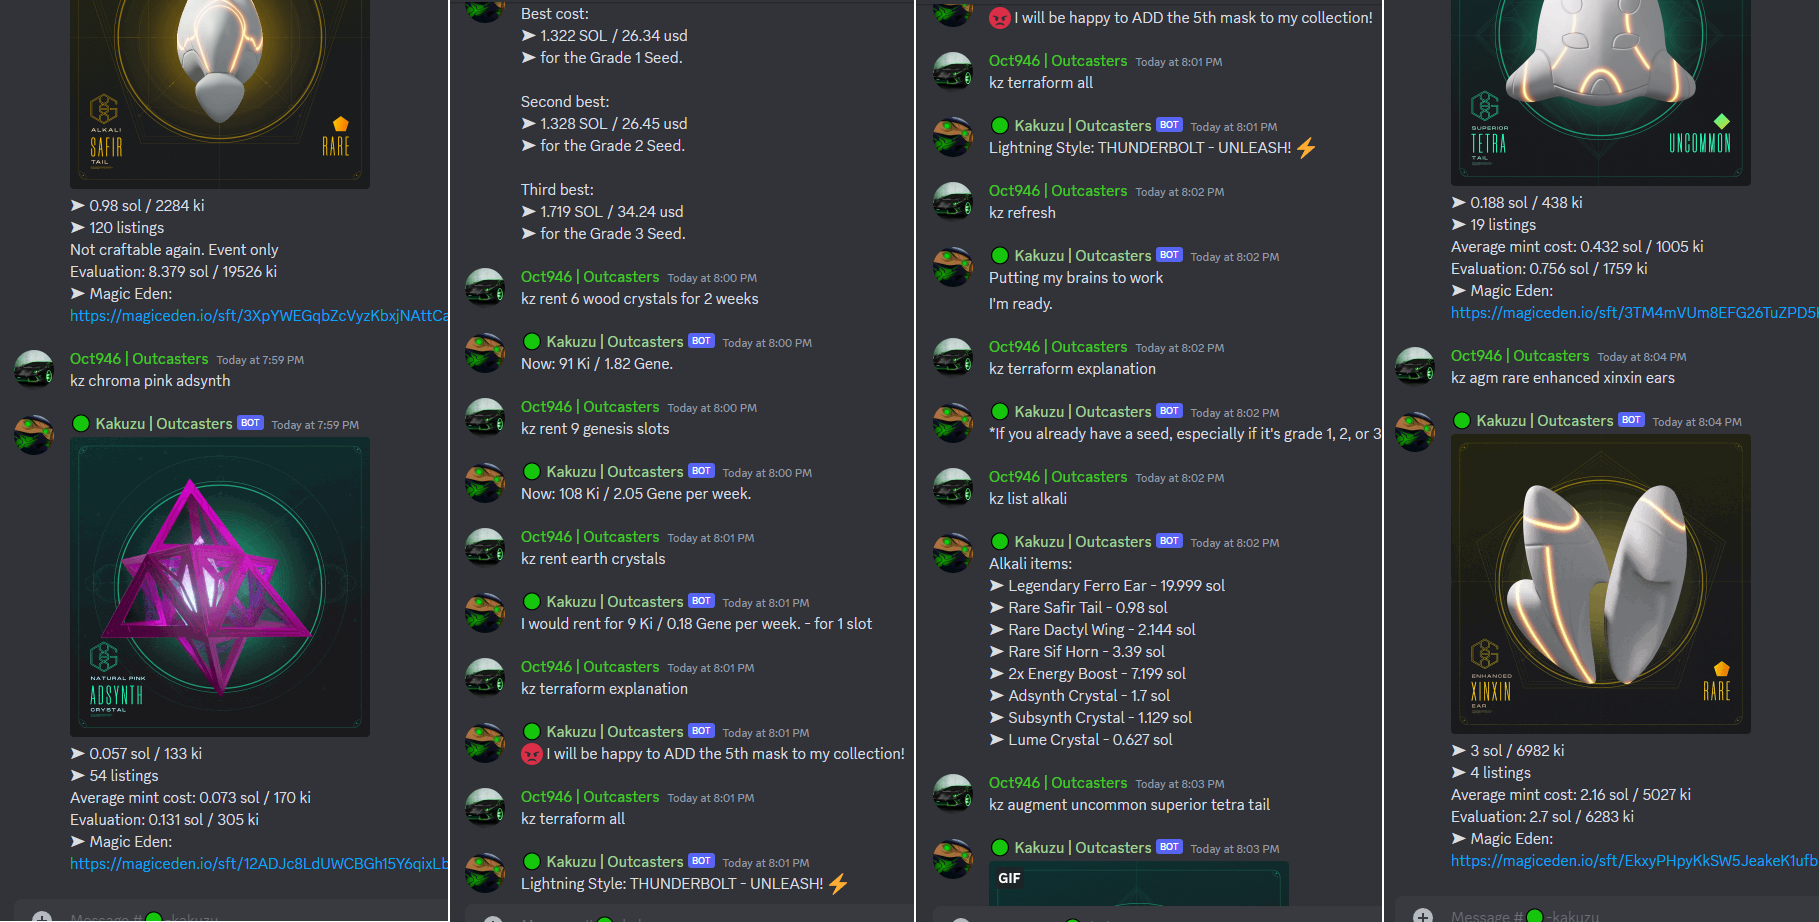 ALKALI
SAFIR
TAIL
RARE
➤ 0.98 sol / 2284 ki
➤ 120 listings
Not craftable again. Event only
Evaluation: 8.379 sol / 19526 ki
➤ Magic Eden:
https://magiceden.io/sft/3XpYWEGqbZcVyzKbxjNAttCa
Oct946 | Outcasters Today at 7:59 PM
kz chroma pink adsynth
Kakuzu | Outcasters BOT Today at 7:59 PM
NATURAL PINK
ADSYNTH
CRYSTAL
➤ 0.057 sol / 133 ki
➤ 54 listings
Average mint cost: 0.073 sol / 170 ki
Evaluation: 0.131 sol / 305 ki
➤ Magic Eden:
https://magiceden.io/sft/12ADJc8LdUWCBGh15Y6qixLb
Message # -kakuzu
Best cost:
➤ 1.322 SOL / 26.34 usd
➤ for the Grade 1 Seed.
Second best:
➤ 1.328 SOL / 26.45 usd
➤ for the Grade 2 Seed.
Third best:
➤ 1.719 SOL / 34.24 usd
➤ for the Grade 3 Seed.
Oct946 | Outcasters Today at 8:00 PM
kz rent 6 wood crystals for 2 weeks
Kakuzu | Outcasters BOT Today at 8:00 PM
Now: 91 Ki / 1.82 Gene.
Oct946 | Outcasters Today at 8:00 PM
kz rent 9 genesis slots
Kakuzu | Outcasters BOT Today at 8:00 PM
Now: 108 Ki / 2.05 Gene per week.
Oct946 | Outcasters Today at 8:01 PM
kz rent earth crystals
Kakuzu | Outcasters BOT Today at 8:01 PM
I would rent for 9 Ki / 0.18 Gene per week. - for 1 slot
Oct946 | Outcasters Today at 8:01 PM
kz terraform explanation
Kakuzu | Outcasters BOT Today at 8:01 PM
😡 I will be happy to ADD the 5th mask to my collection!
Oct946 | Outcasters Today at 8:01 PM
kz terraform all
Kakuzu | Outcasters BOT Today at 8:01 PM
Lightning Style: THUNDERBOLT - UNLEASH! ⚡
😡 I will be happy to ADD the 5th mask to my collection!
Oct946 | Outcasters Today at 8:01 PM
kz terraform all
Kakuzu | Outcasters BOT Today at 8:01 PM
Lightning Style: THUNDERBOLT - UNLEASH! ⚡
Oct946 | Outcasters Today at 8:02 PM
kz refresh
Kakuzu | Outcasters BOT Today at 8:02 PM
Putting my brains to work
I'm ready.
Oct946 | Outcasters Today at 8:02 PM
kz terraform explanation
Kakuzu | Outcasters BOT Today at 8:02 PM
*If you already have a seed, especially if it's grade 1, 2, or 3
Oct946 | Outcasters Today at 8:02 PM
kz list alkali
Kakuzu | Outcasters BOT Today at 8:02 PM
Alkali items:
➤ Legendary Ferro Ear - 19.999 sol
➤ Rare Safir Tail - 0.98 sol
➤ Rare Dactyl Wing - 2.144 sol
➤ Rare Sif Horn - 3.39 sol
➤ 2x Energy Boost - 7.199 sol
➤ Adsynth Crystal - 1.7 sol
➤ Subsynth Crystal - 1.129 sol
➤ Lume Crystal - 0.627 sol
Oct946 | Outcasters Today at 8:03 PM
kz augment uncommon superior tetra tail
Kakuzu | Outcasters BOT Today at 8:03 PM
GIF
SUPERIOR
TETRA
TAIL
UNCOMMON
➤ 0.188 sol / 438 ki
➤ 19 listings
Average mint cost: 0.432 sol / 1005 ki
Evaluation: 0.756 sol / 1759 ki
➤ Magic Eden:
https://magiceden.io/sft/3TM4mVUm8EFG26TuZPD5
Oct946 | Outcasters Today at 8:04 PM
kz agm rare enhanced xinxin ears
Kakuzu | Outcasters BOT Today at 8:04 PM
ENHANCED
XINXIN
EAR
RARE
➤ 3 sol / 6982 ki
➤ 4 listings
Average mint cost: 2.16 sol / 5027 ki
Evaluation: 2.7 sol / 6283 ki
➤ Magic Eden:
https://magiceden.io/sft/EkxyPHpyKkSW5JeakeK1ufb
Message # -kakuzu